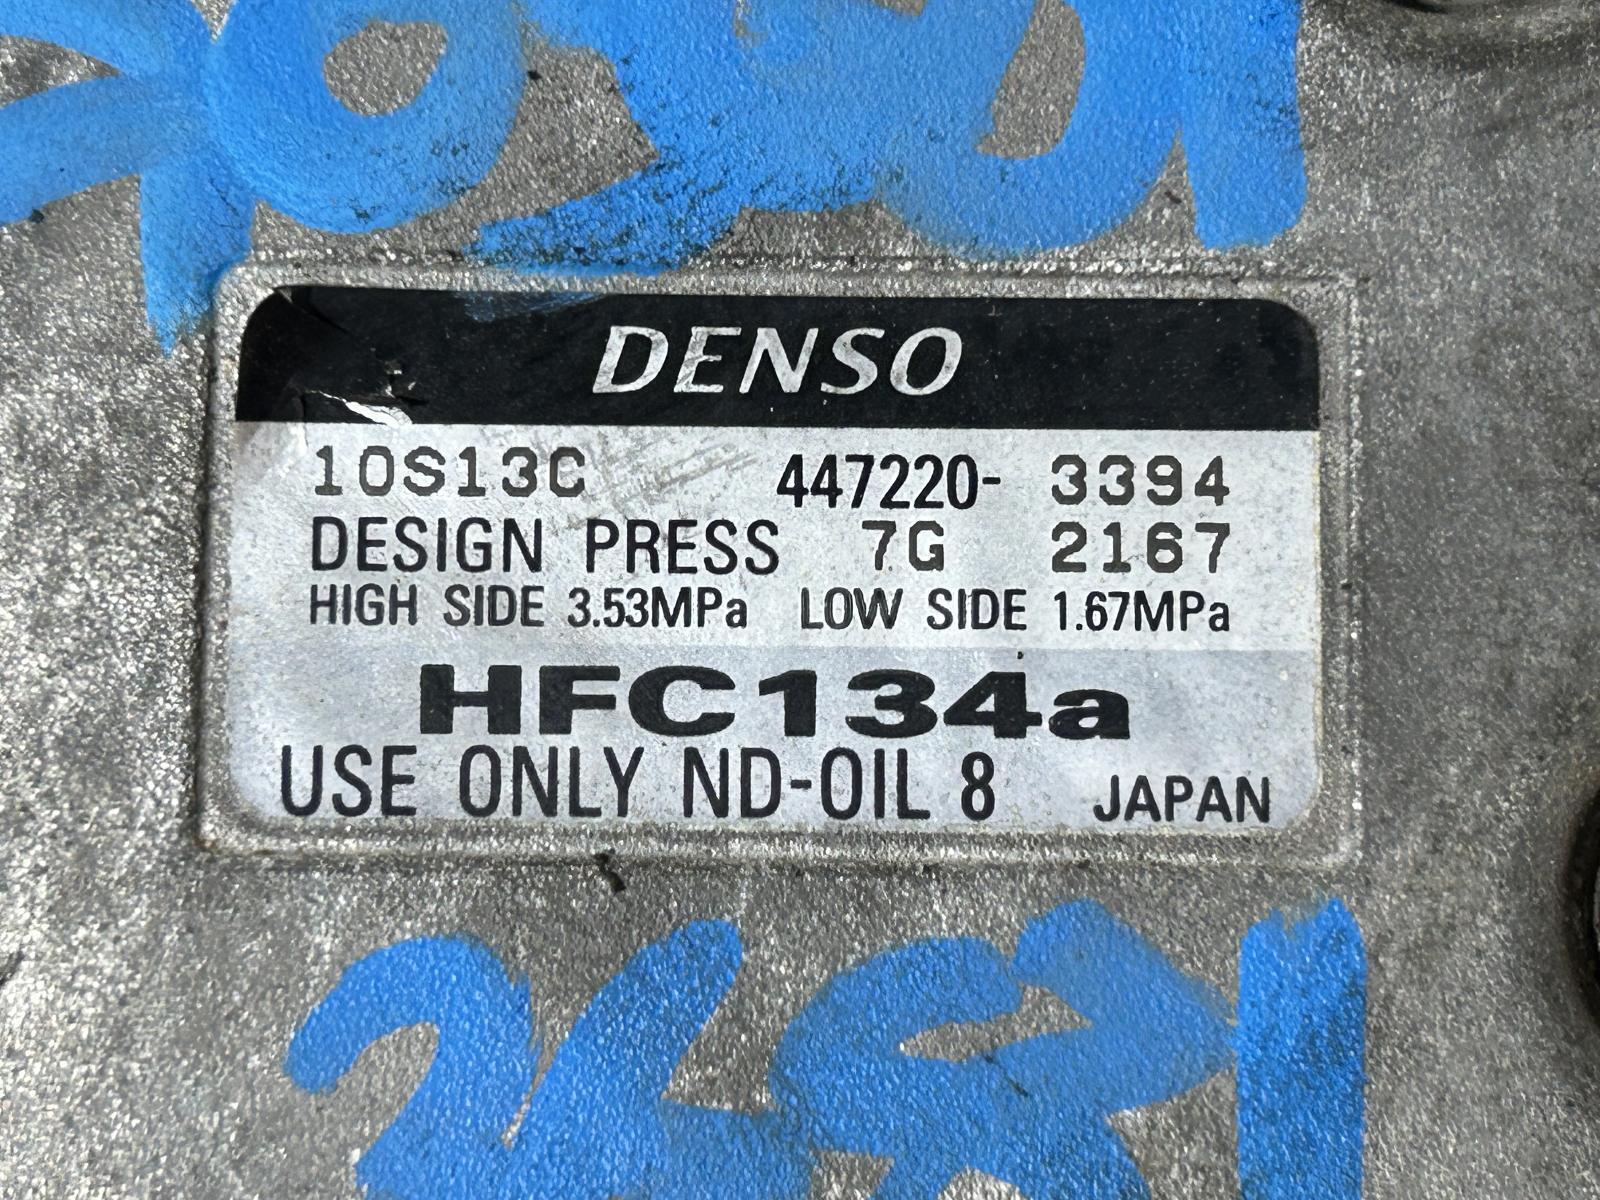 DENSO
10S13C 447220- 3394
DESIGN PRESS 7G 2167
HIGH SIDE 3.53MPa LOW SIDE 1.67MPa
HFC134a
USE ONLY ND-OIL 8 JAPAN